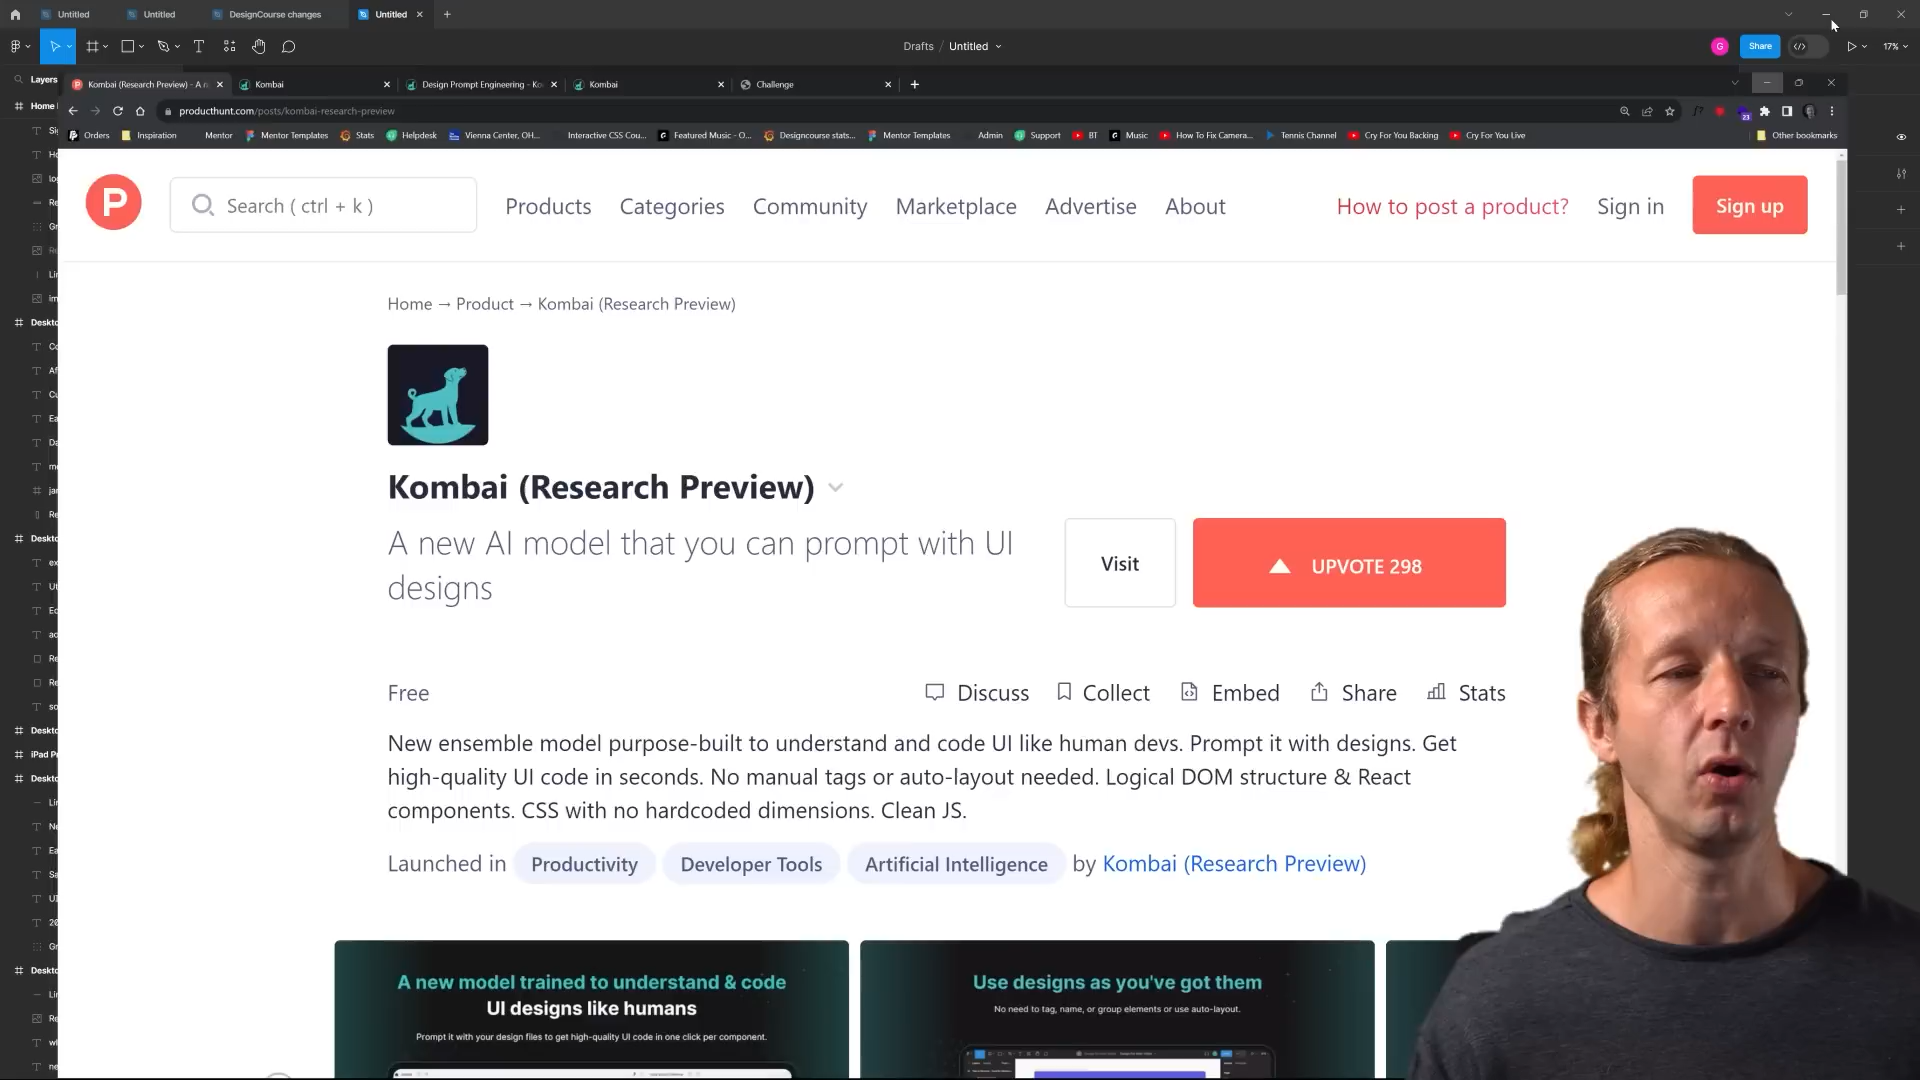 Untitled
Untitled
DesignCourse changes
Untitled
Drafts / Untitled
G
Share
17%
Layers
Kombai (Research Preview) - A n
Kombai
Design Prompt Engineering - Ko
Kombai
Challenge
Home
producthunt.com/posts/kombai-research-preview
Orders
Inspiration
Mentor
Mentor Templates
Stats
Helpdesk
Vienna Center, OH...
Interactive CSS Cou...
Featured Music - O...
Designcourse stats...
Mentor Templates
Admin
Support
BT
Music
How To Fix Camera...
Tennis Channel
Cry For You Backing
Cry For You Live
Other bookmarks
23
P
Search ( ctrl + k )
Products
Categories
Community
Marketplace
Advertise
About
How to post a product?
Sign in
Sign up
Home → Product → Kombai (Research Preview)
Kombai (Research Preview)
A new AI model that you can prompt with UI
designs
Visit
UPVOTE 298
Free
Discuss
Collect
Embed
Share
Stats
New ensemble model purpose-built to understand and code UI like human devs. Prompt it with designs. Get
high-quality UI code in seconds. No manual tags or auto-layout needed. Logical DOM structure & React
components. CSS with no hardcoded dimensions. Clean JS.
Launched in Productivity Developer Tools Artificial Intelligence by Kombai (Research Preview)
A new model trained to understand & code
UI designs like humans
Prompt it with your design files to get high-quality UI code in one click per component.
Use designs as you've got them
No need to tag, name, or group elements or use auto-layout.